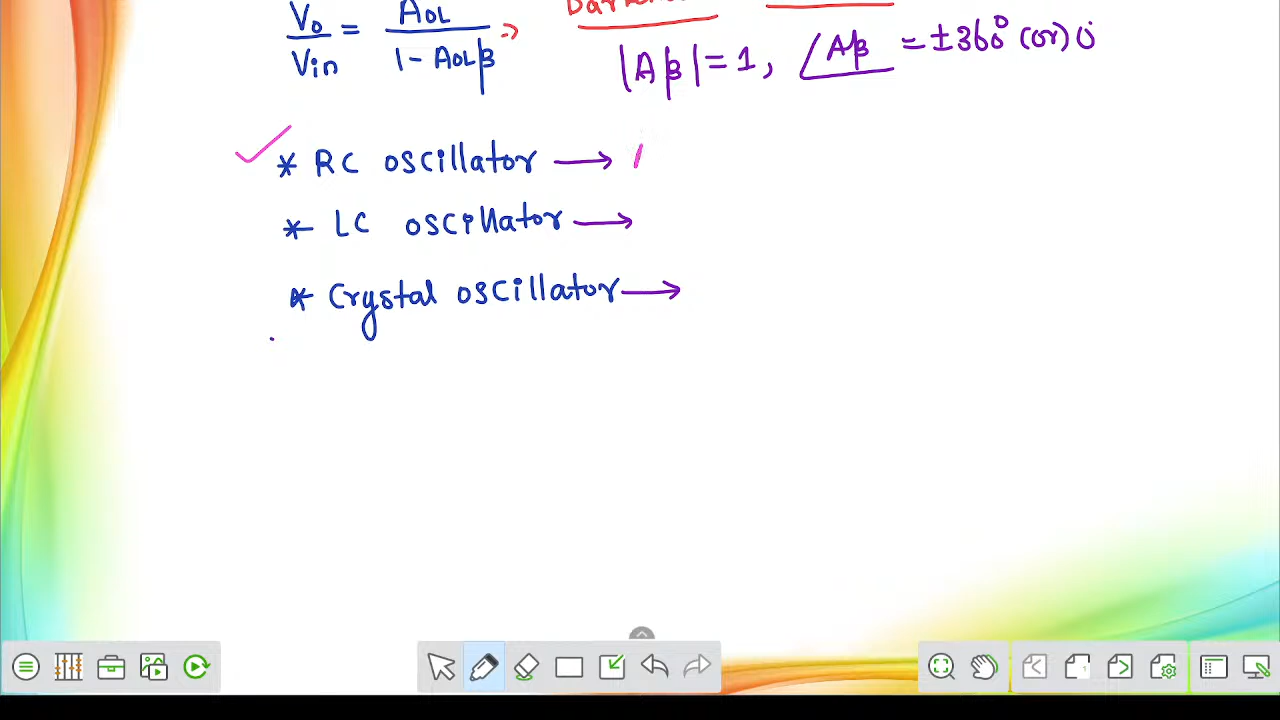 Vo/Vin = AOL/(1 - AOLβ) →
|Aβ| = 1, ∠Aβ = ±360° (or) 0°
* RC oscillator →
* LC oscillator →
* Crystal oscillator →